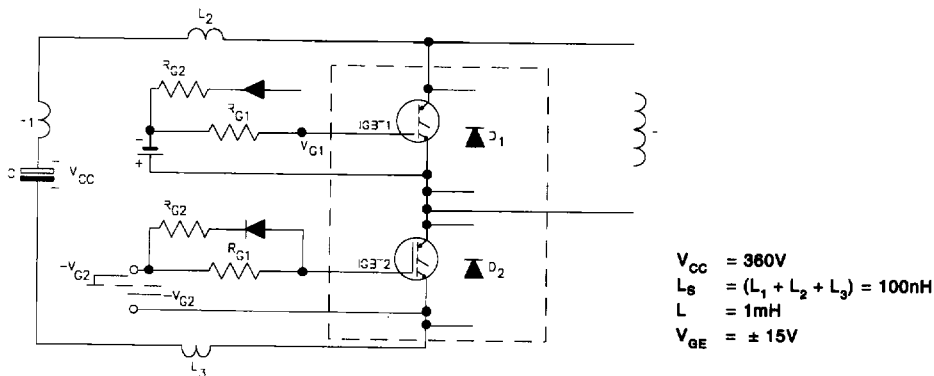 L2
RG2
RG1
VG1
IGBT1
D1
VCC
RG2
RG1
IGBT2
D2
-VG2
-VG2
L3
VCC = 360V
LS = (L1 + L2 + L3) = 100nH
L = 1mH
VGE = ± 15V